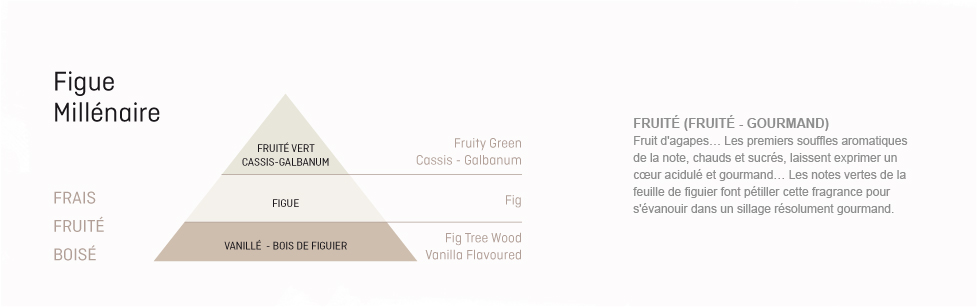 Figue
Millénaire
FRAIS
FRUITÉ
BOISÉ
FRUITÉ VERT
CASSIS-GALBANUM
FIGUE
VANILLÉ - BOIS DE FIGUIER
Fruity Green
Cassis - Galbanum
Fig
Fig Tree Wood
Vanilla Flavoured
FRUITÉ (FRUITÉ - GOURMAND)
Fruit d'agapes… Les premiers souffles aromatiques
de la note, chauds et sucrés, laissent exprimer un
cœur acidulé et gourmand… Les notes vertes de la
feuille de figuier font pétiller cette fragrance pour
s'évanouir dans un sillage résolument gourmand.